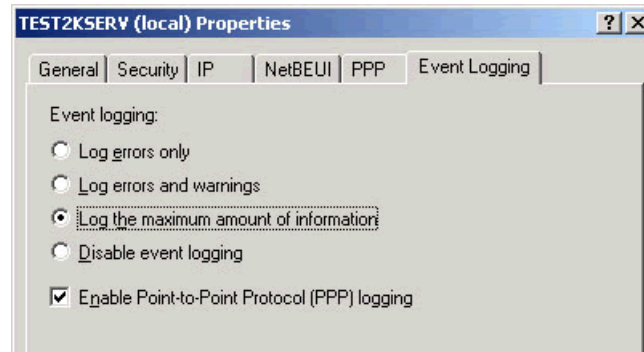 TEST2KSERV (local) Properties
General Security IP NetBEUI PPP Event Logging
Event logging:
Log errors only
Log errors and warnings
Log the maximum amount of information
Disable event logging
Enable Point-to-Point Protocol (PPP) logging